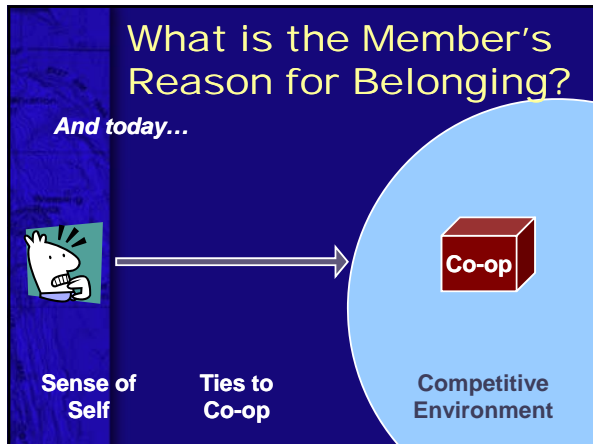 What is the Member's
Reason for Belonging?
And today…
Co-op
Sense of
Self
Ties to
Co-op
Competitive
Environment